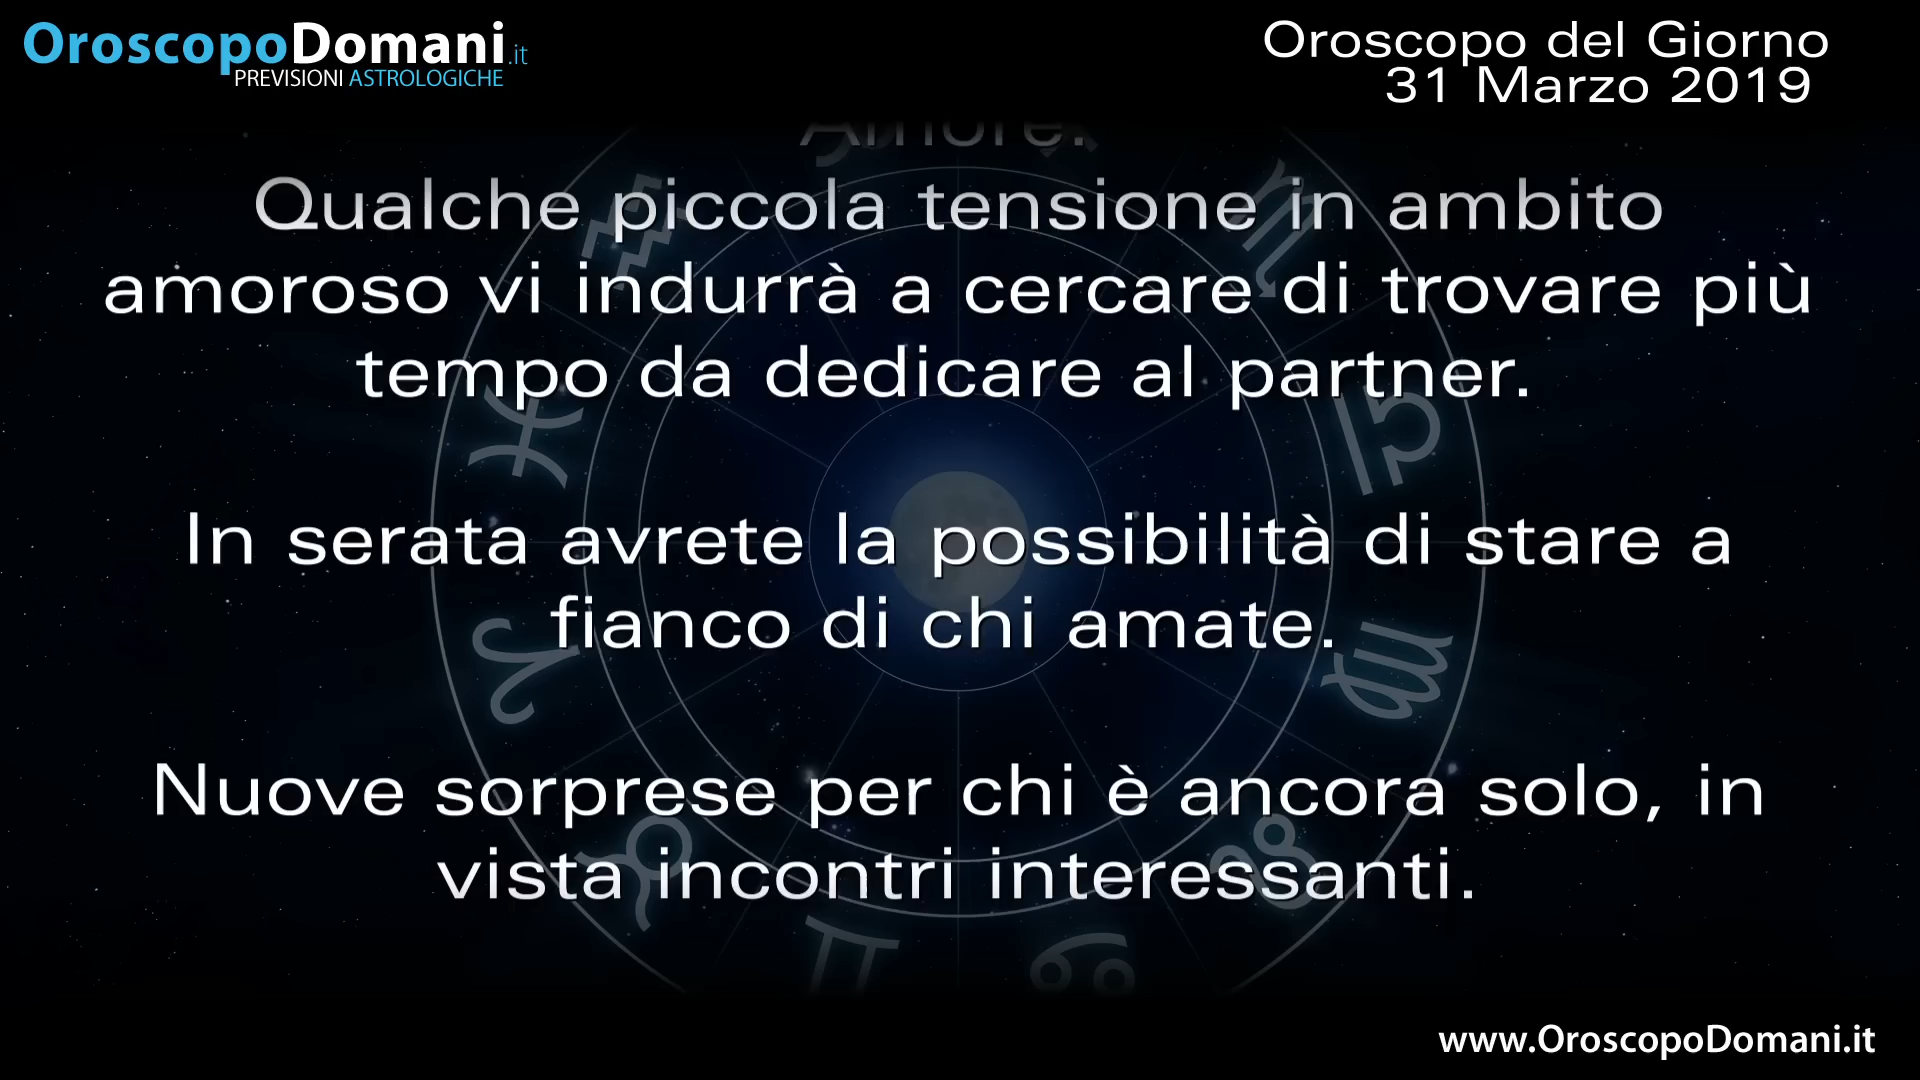 OroscopoDomani.it
PREVISIONI ASTROLOGICHE
Oroscopo del Giorno
31 Marzo 2019
Amore:
Qualche piccola tensione in ambito
amoroso vi indurrà a cercare di trovare più
tempo da dedicare al partner.
In serata avrete la possibilità di stare a
fianco di chi amate.
Nuove sorprese per chi è ancora solo, in
vista incontri interessanti.
www.OroscopoDomani.it